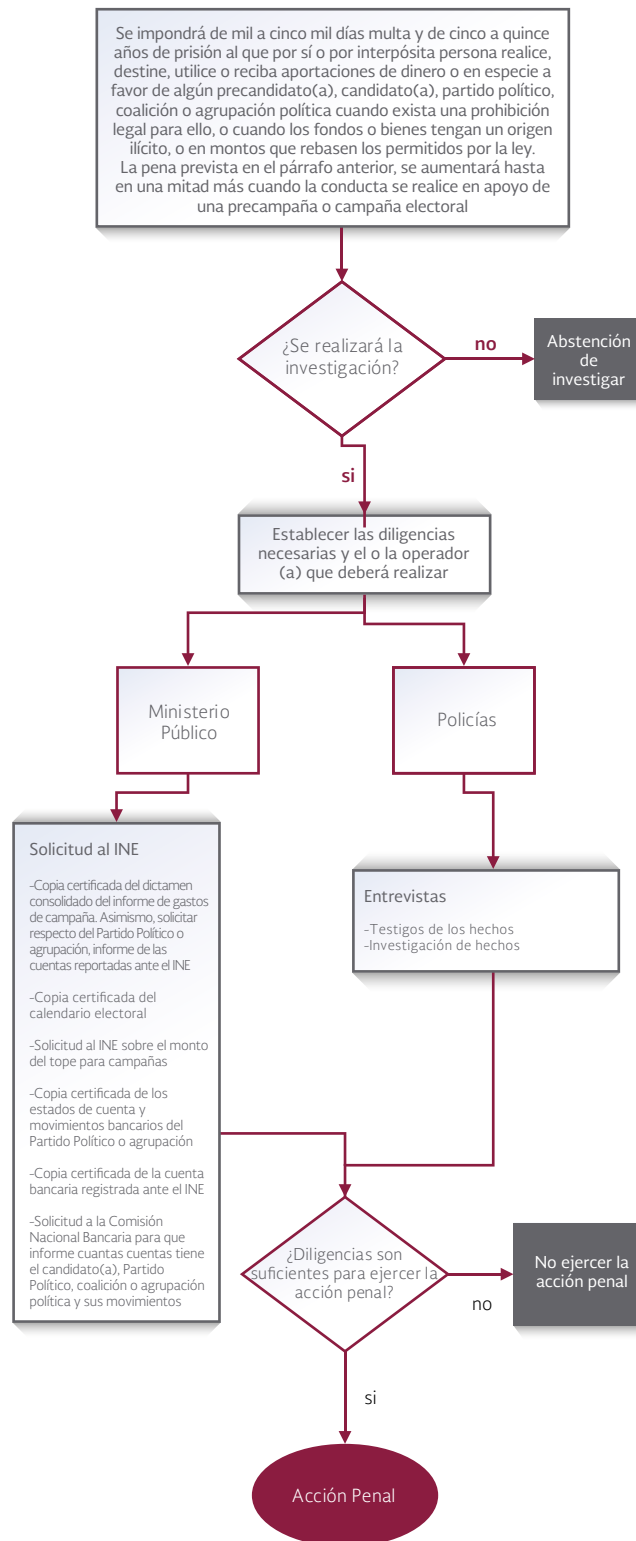 Se impondrá de mil a cinco mil días multa y de cinco a quince
años de prisión al que por sí o por interpósita persona realice,
destine, utilice o reciba aportaciones de dinero o en especie a
favor de algún precandidato(a), candidato(a), partido político,
coalición o agrupación política cuando exista una prohibición
legal para ello, o cuando los fondos o bienes tengan un origen
ilícito, o en montos que rebasen los permitidos por la ley.
La pena prevista en el párrafo anterior, se aumentará hasta
en una mitad más cuando la conducta se realice en apoyo de
una precampaña o campaña electoral
¿Se realizará la
investigación?
no
Abstención
de
investigar
si
Establecer las diligencias
necesarias y el o la operador
(a) que deberá realizar
Ministerio
Público
Policías
Solicitud al INE
-Copia certificada del dictamen
consolidado del informe de gastos
de campaña. Asimismo, solicitar
respecto del Partido Político o
agrupación, informe de las
cuentas reportadas ante el INE
-Copia certificada del
calendario electoral
-Solicitud al INE sobre el monto
del tope para campañas
-Copia certificada de los
estados de cuenta y
movimientos bancarios del
Partido Político o agrupación
-Copia certificada de la cuenta
bancaria registrada ante el INE
-Solicitud a la Comisión
Nacional Bancaria para que
informe cuantas cuentas tiene
el candidato(a), Partido
Político, coalición o agrupación
política y sus movimientos
Entrevistas
-Testigos de los hechos
-Investigación de hechos
¿Diligencias son
suficientes para ejercer la
acción penal?
no
No ejercer la
acción penal
si
Acción Penal